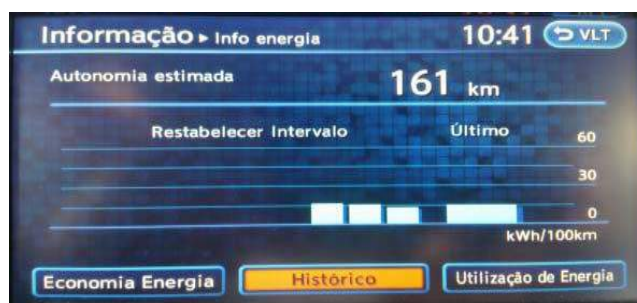 Informação ▸ Info energia 10:41 VLT
Autonomia estimada 161 km
Restabelecer Intervalo Último 60
30
0
kWh/100km
Economia Energia Histórico Utilização de Energia